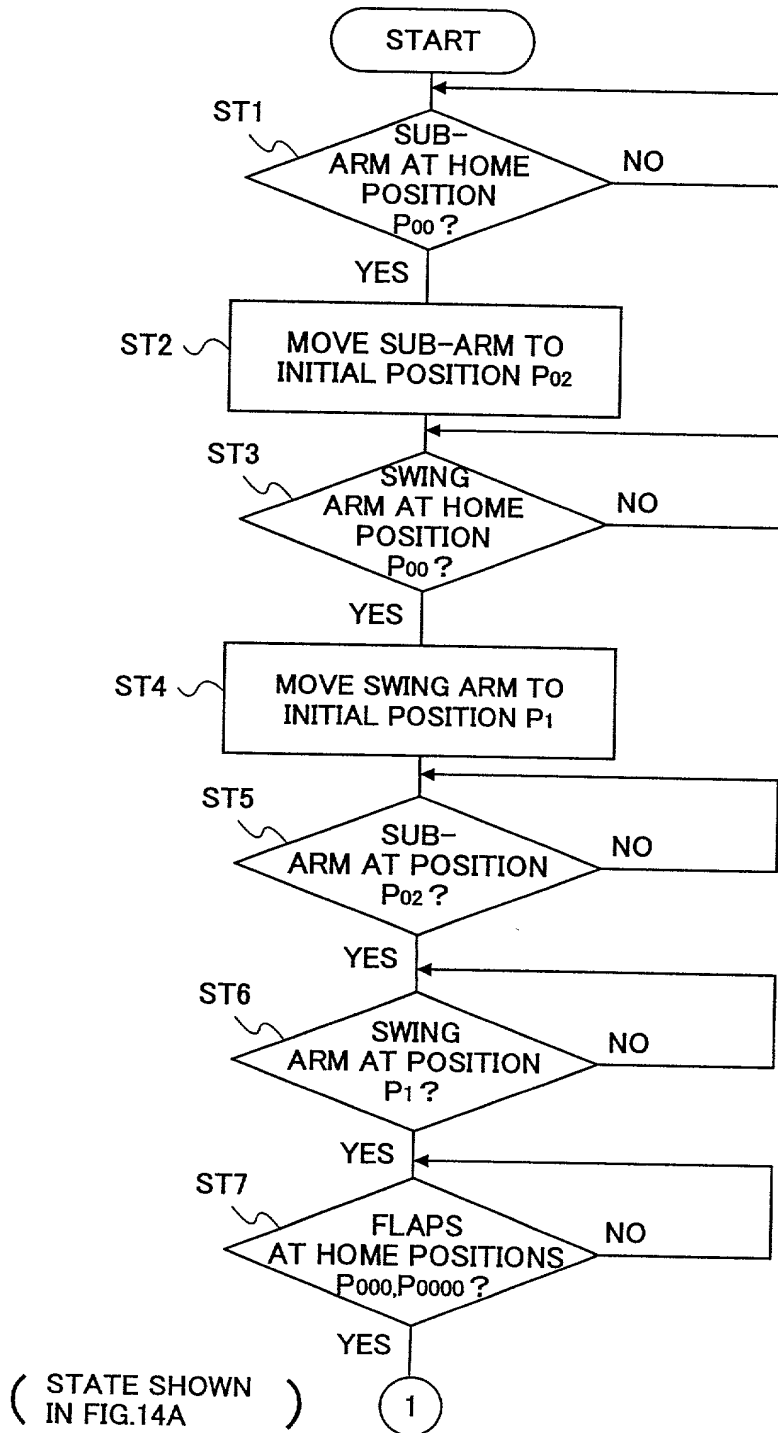 START
ST1
SUB-
ARM AT HOME
POSITION
P00 ?
NO
YES
ST2
MOVE SUB-ARM TO
INITIAL POSITION P02
ST3
SWING
ARM AT HOME
POSITION
P00 ?
NO
YES
ST4
MOVE SWING ARM TO
INITIAL POSITION P1
ST5
SUB-
ARM AT POSITION
P02 ?
NO
YES
ST6
SWING
ARM AT POSITION
P1 ?
NO
YES
ST7
FLAPS
AT HOME POSITIONS
P000,P0000 ?
NO
YES
( STATE SHOWN
IN FIG.14A )
1